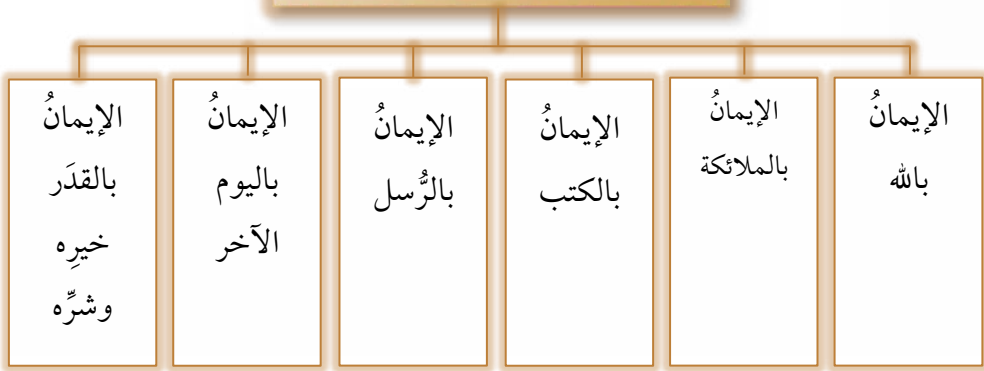 الإيمانُ
بالله
الإيمانُ
بالملائكة
الإيمانُ
بالكتب
الإيمانُ
بالرُّسل
الإيمانُ
باليوم
الآخر
الإيمانُ
بالقدَر
خيرِه
وشرِّه